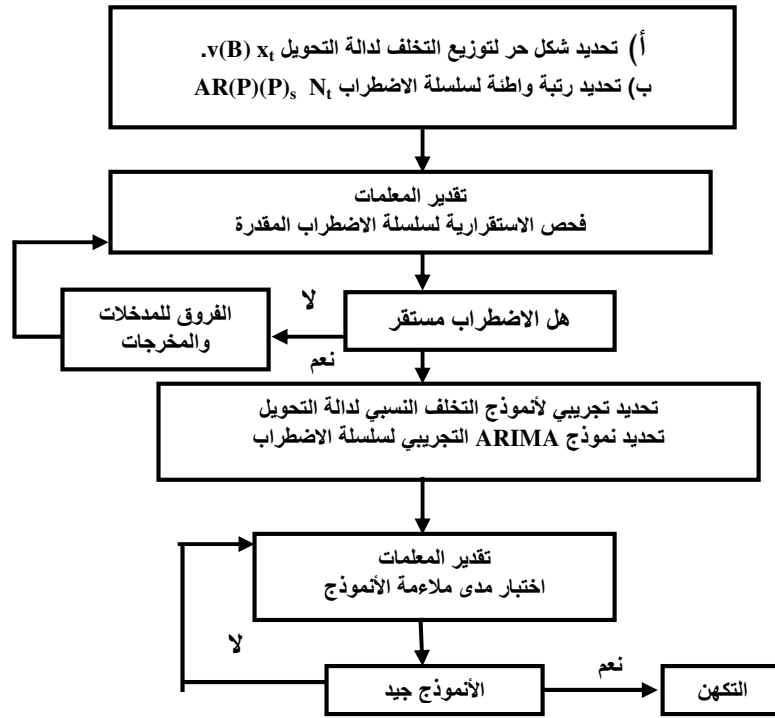 أ) تحديد شكل حر لتوزيع التخلف لدالة التحويل v(B) xt.
ب) تحديد رتبة واطئة لسلسلة الاضطراب AR(P)(P)s Nt
تقدير المعلمات
فحص الاستقرارية لسلسلة الاضطراب المقدرة
هل الاضطراب مستقر
لا
الفروق للمدخلات
والمخرجات
نعم
تحديد تجريبي لأنموذج التخلف النسبي لدالة التحويل
تحديد نموذج ARIMA التجريبي لسلسلة الاضطراب
تقدير المعلمات
اختبار مدى ملاءمة الأنموذج
لا
الأنموذج جيد
نعم
التكهن